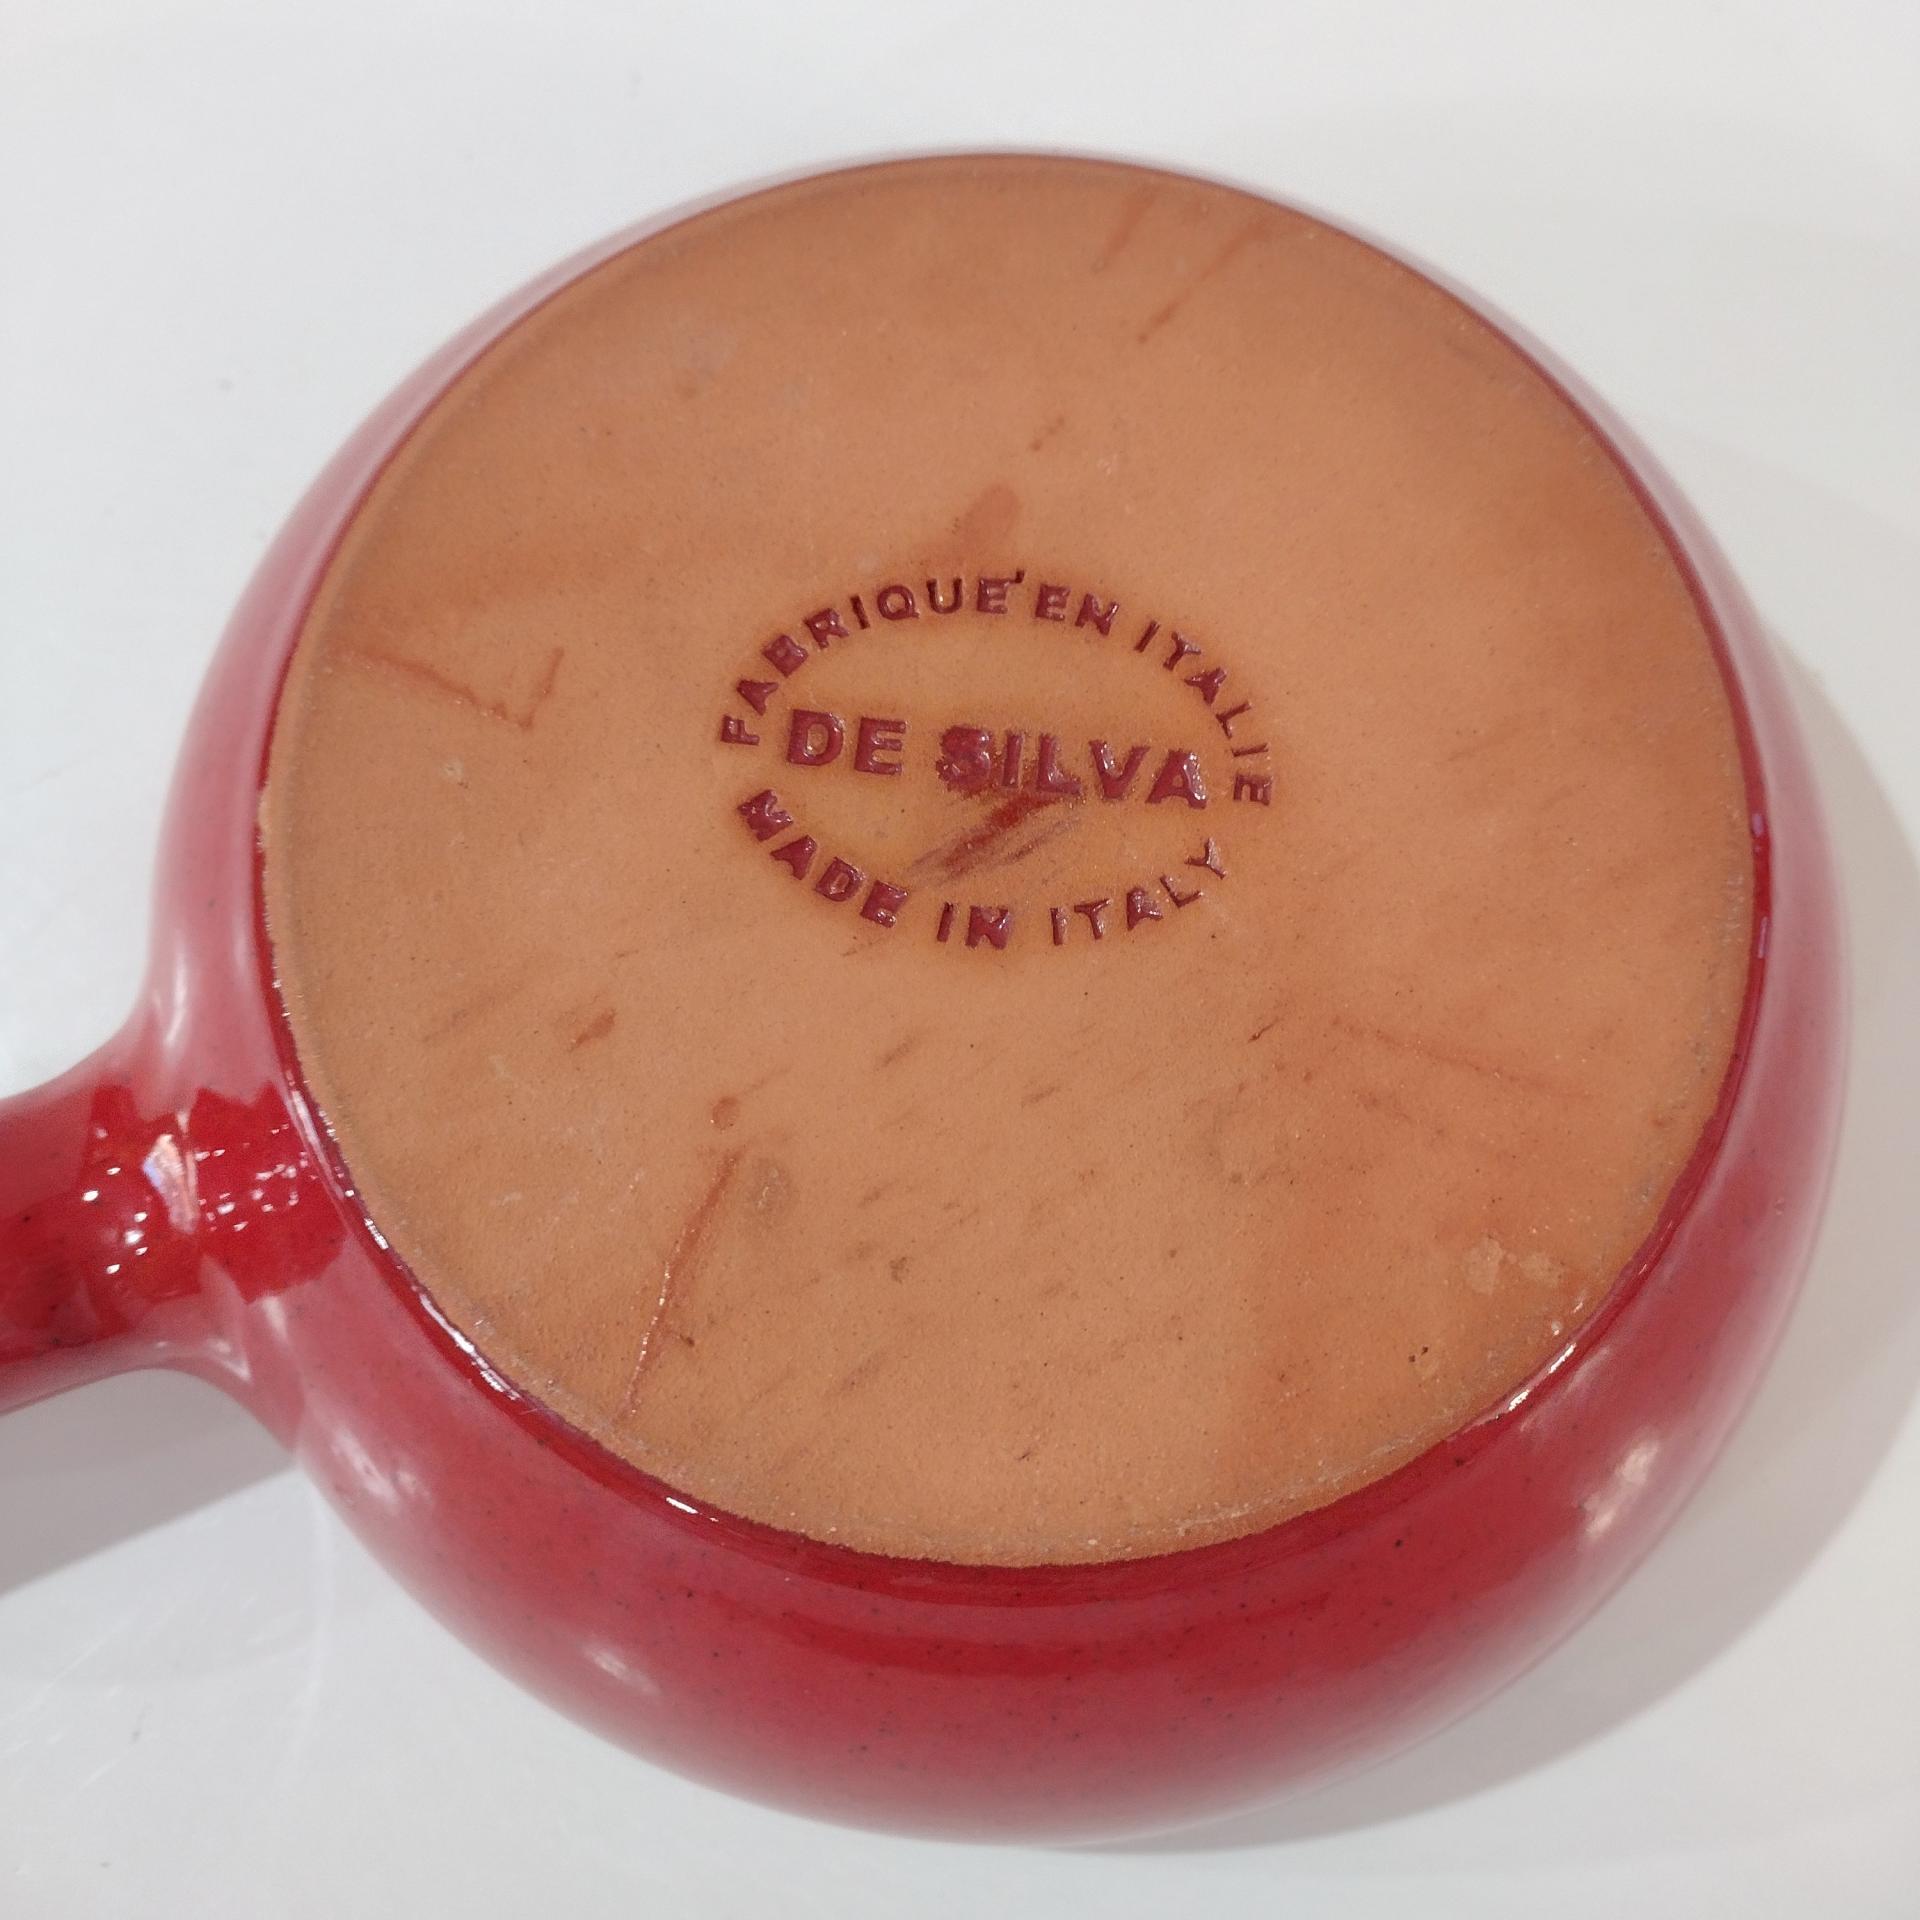 FABRIQUE' EN ITALIE
DE SILVA
MADE IN ITALY